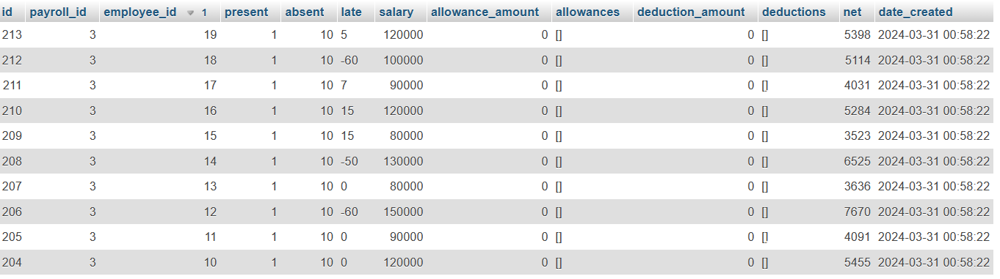 id payroll_id employee_id 1 present absent late salary allowance_amount allowances deduction_amount deductions net date_created
213 3 19 1 10 5 120000 0 [] 0 [] 5398 2024-03-31 00:58:22
212 3 18 1 10 -60 100000 0 [] 0 [] 5114 2024-03-31 00:58:22
211 3 17 1 10 7 90000 0 [] 0 [] 4031 2024-03-31 00:58:22
210 3 16 1 10 15 120000 0 [] 0 [] 5284 2024-03-31 00:58:22
209 3 15 1 10 15 80000 0 [] 0 [] 3523 2024-03-31 00:58:22
208 3 14 1 10 -50 130000 0 [] 0 [] 6525 2024-03-31 00:58:22
207 3 13 1 10 0 80000 0 [] 0 [] 3636 2024-03-31 00:58:22
206 3 12 1 10 -60 150000 0 [] 0 [] 7670 2024-03-31 00:58:22
205 3 11 1 10 0 90000 0 [] 0 [] 4091 2024-03-31 00:58:22
204 3 10 1 10 0 120000 0 [] 0 [] 5455 2024-03-31 00:58:22